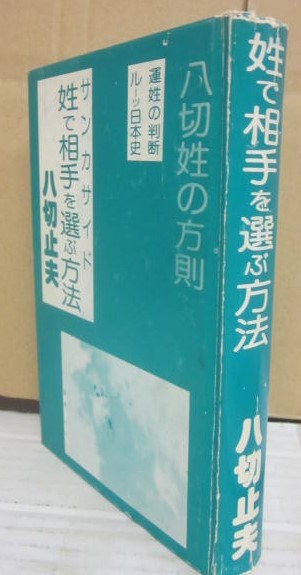 八切姓の方則
運姓の判断
ルーツ日本史
サンカサイド
姓で相手を選ぶ方法
八切止夫
姓で相手を選ぶ方法
八切止夫